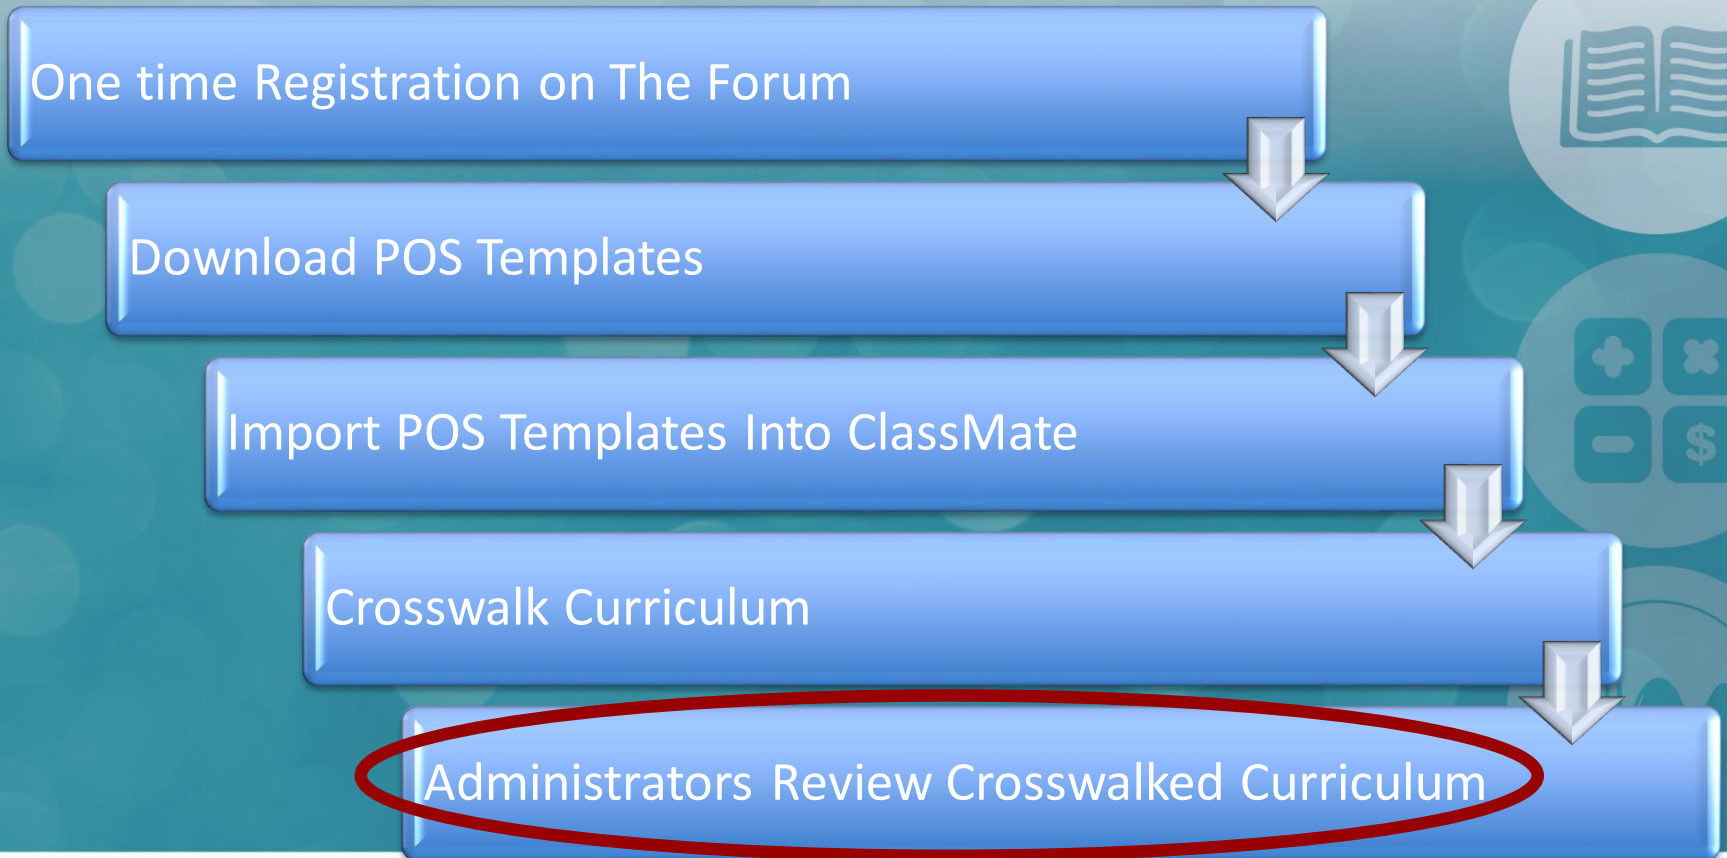 One time Registration on The Forum
Download POS Templates
Import POS Templates Into ClassMate
Crosswalk Curriculum
Administrators Review Crosswalked Curriculum